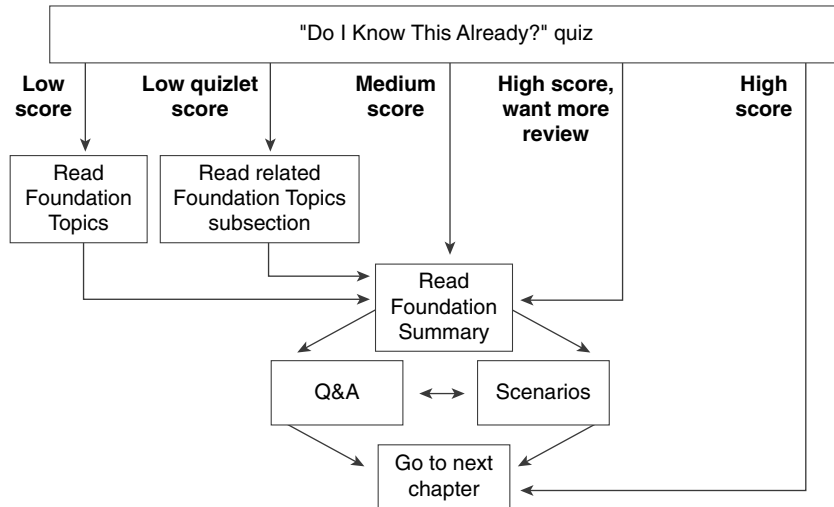 "Do I Know This Already?" quiz
Low
score
Low quizlet
score
Medium
score
High score,
want more
review
High
score
Read
Foundation
Topics
Read related
Foundation Topics
subsection
Read
Foundation
Summary
Q&A
Scenarios
Go to next
chapter